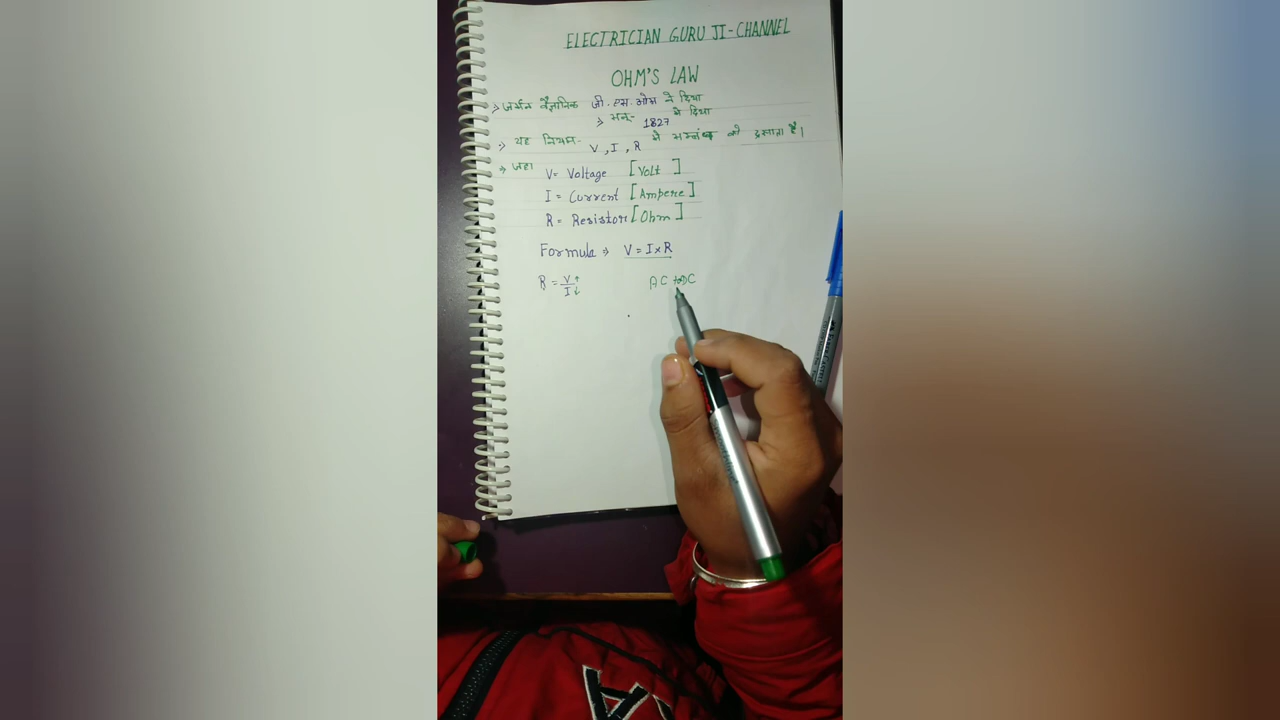 ELECTRICIAN GURU JI-CHANNEL
OHM'S LAW
> जर्मन वैज्ञानिक जी. एस. ओम ने दिया
> सन्- 1827 मे दिया
> यह नियम- V, I, R मे सम्बंध को दर्साता है।
> जहा
V= Voltage [Volt]
I = Current [Ampere]
R= Resistor [Ohm]
Formula ⇒ V = I×R
R = V↑/I↓
AC to DC